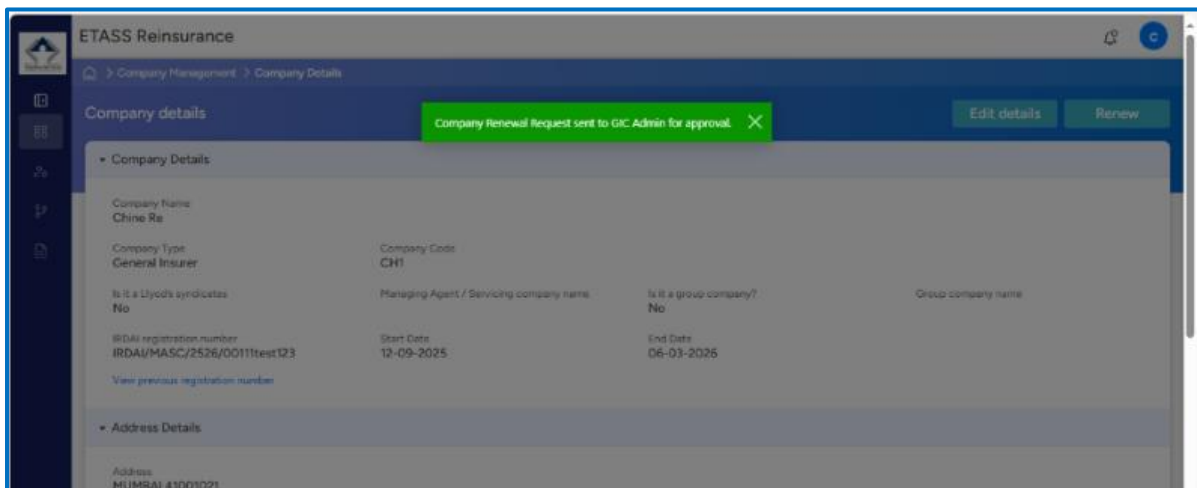 ETASS Reinsurance
C
> Company Management > Company Details
Company details
Company Renewal Request sent to GIC Admin for approval.
Edit details
Renew
Company Details
Company Name
Chine Re
Company Type
Company Code
General Insurer
CH1
Is it a Llyod's syndicates
Managing Agent / Servicing company name
Is it a group company?
Group company name
No
No
IRDAI registration number
Start Date
End Date
IRDAI/MASC/2526/00111test123
12-09-2025
06-03-2026
View previous registration number
Address Details
Address
MUMBAI 41001021